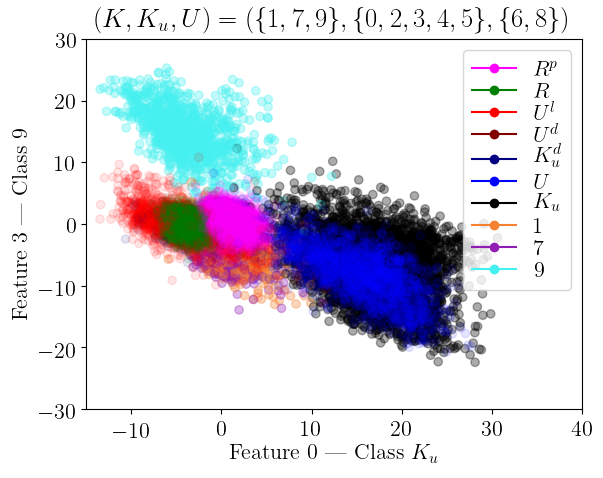 (K, K_u, U) = ({1, 7, 9}, {0, 2, 3, 4, 5}, {6, 8})
30
20
10
0
−10
−20
−30
−10
0
10
20
30
40
Feature 3 — Class 9
Feature 0 — Class K_u
R^p
R
U^l
U^d
K_u^d
U
K_u
1
7
9